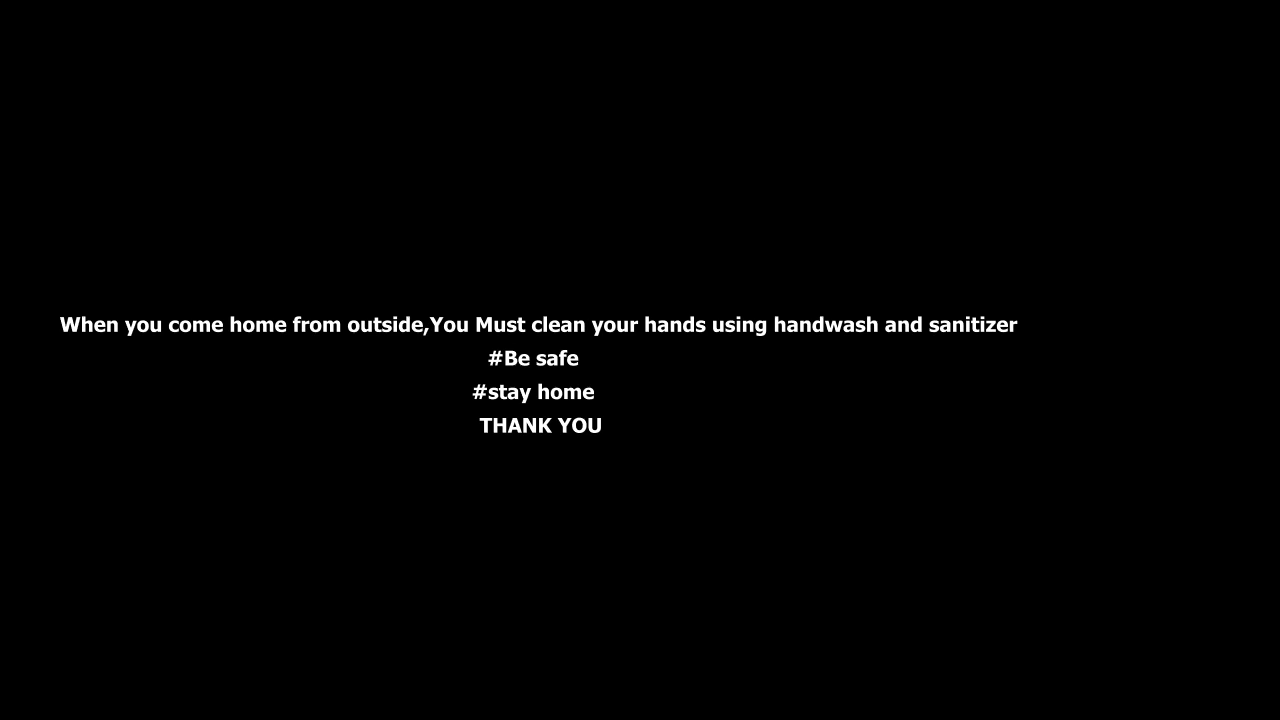 When you come home from outside,You Must clean your hands using handwash and sanitizer
#Be safe
#stay home
THANK YOU